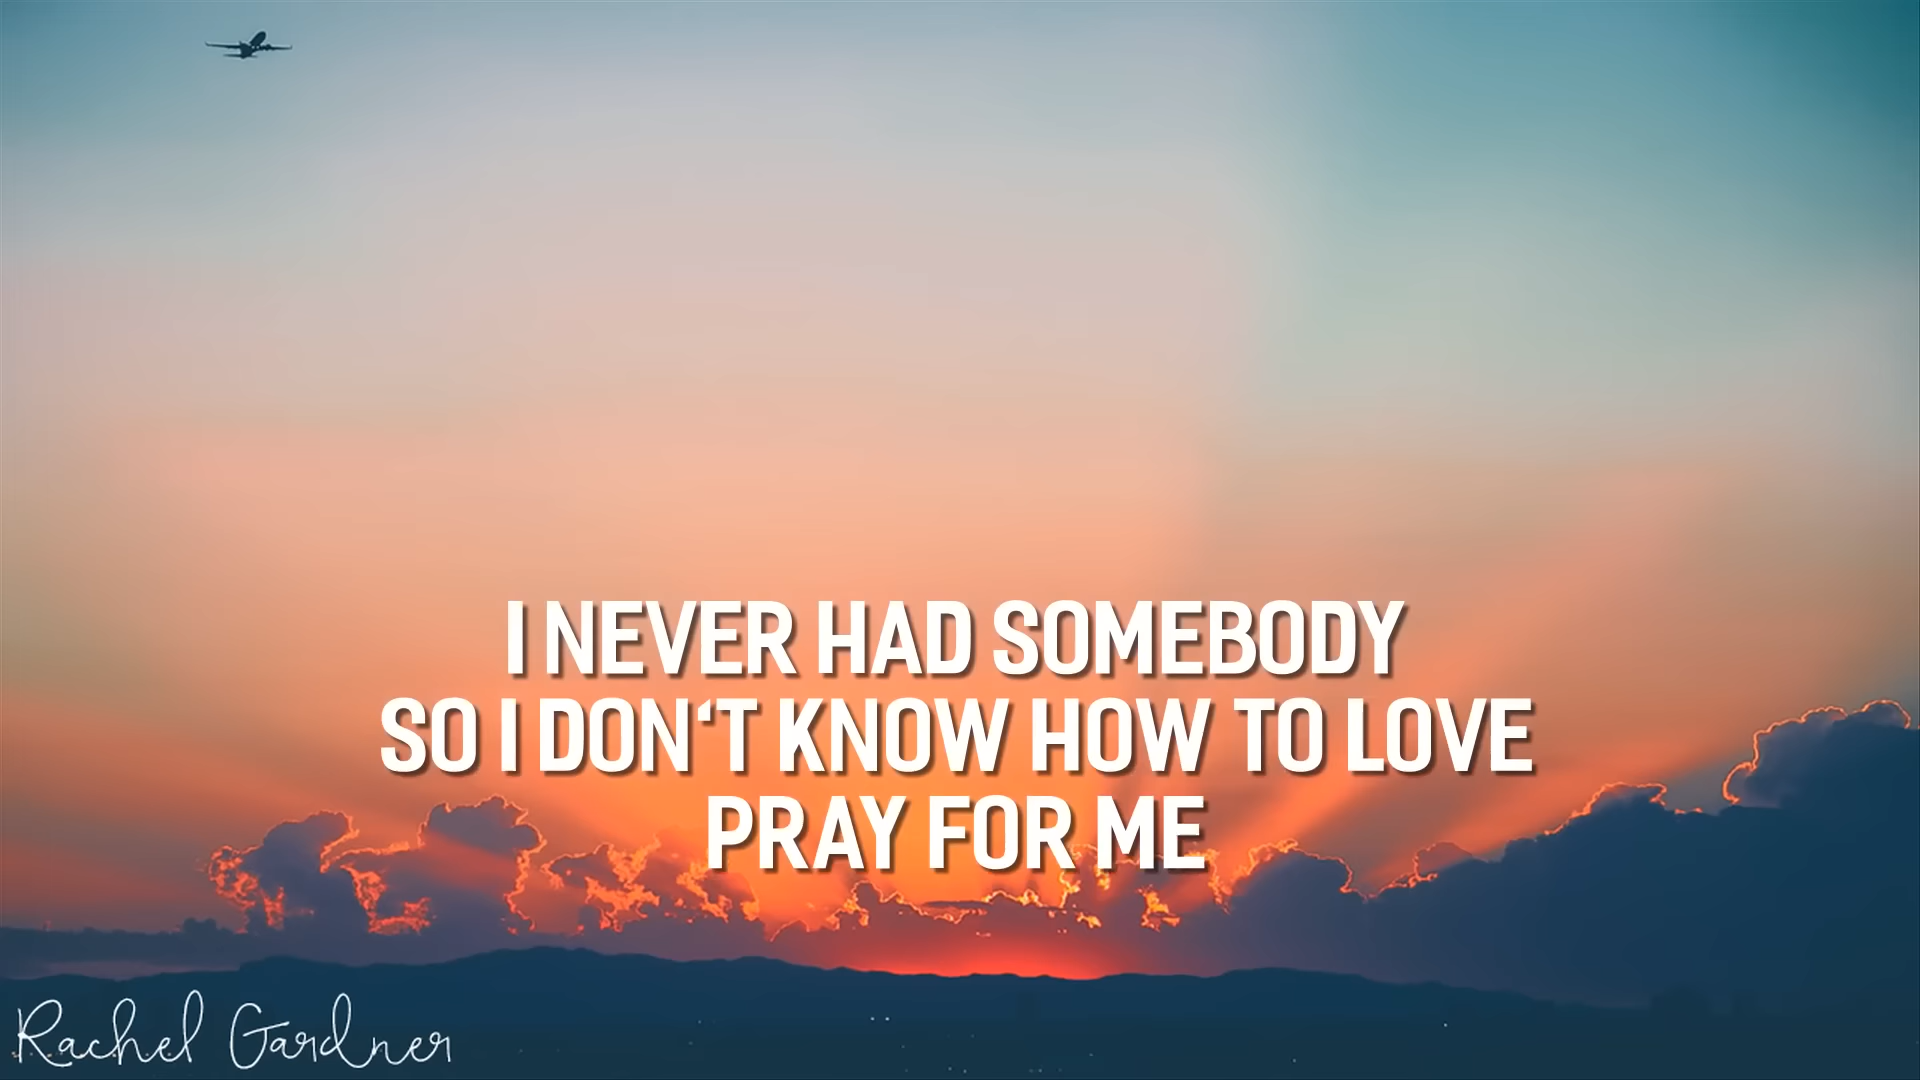 I NEVER HAD SOMEBODY
SO I DON‘T KNOW HOW TO LOVE
PRAY FOR ME
Rachel Gardner